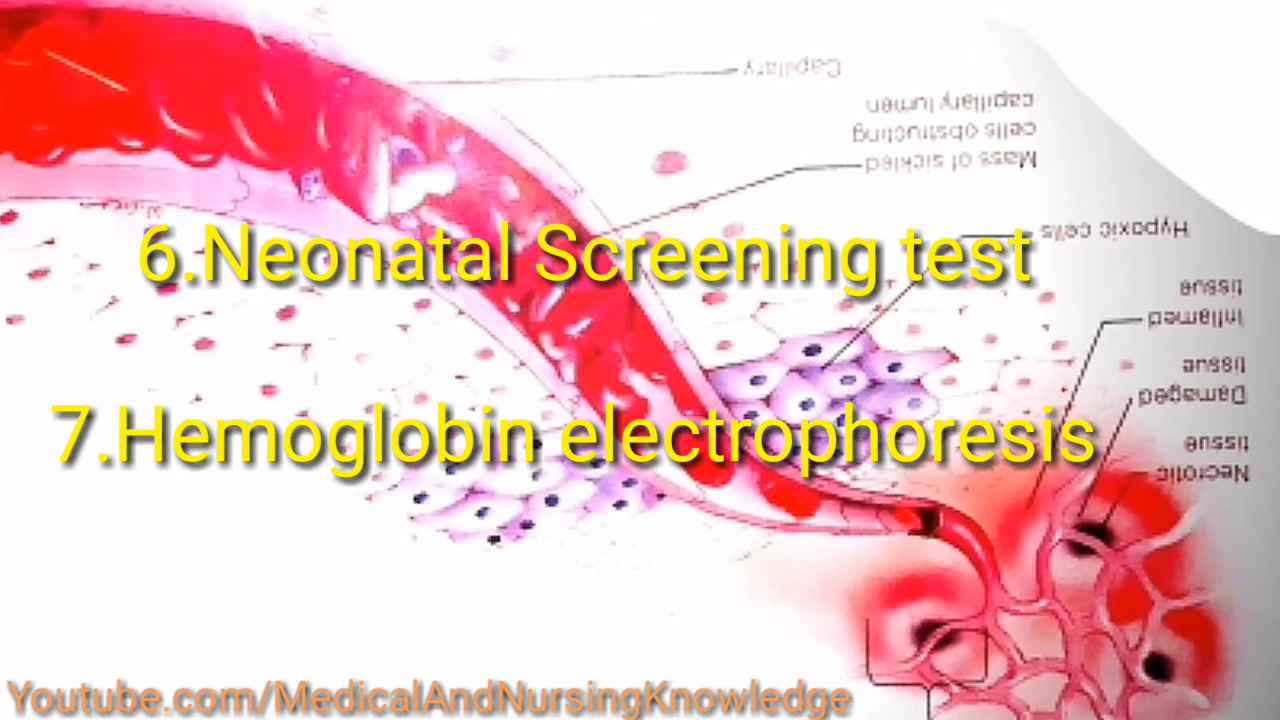 Capillary
Mass of sickled
cells obstructing
capillary lumen
Hypoxic cells
6.Neonatal Screening test
Inflamed
tissue
Damaged
tissue
7.Hemoglobin electrophoresis
Necrotic
tissue
Youtube.com/MedicalAndNursingKnowledge